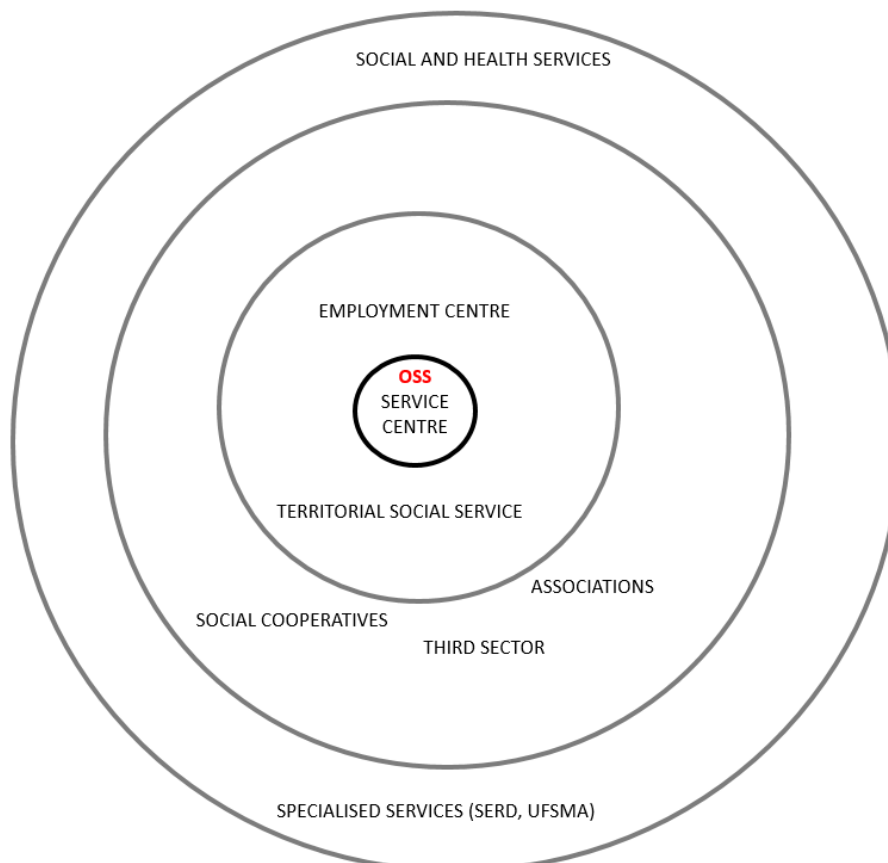 SOCIAL AND HEALTH SERVICES
EMPLOYMENT CENTRE
OSS
SERVICE
CENTRE
TERRITORIAL SOCIAL SERVICE
ASSOCIATIONS
SOCIAL COOPERATIVES
THIRD SECTOR
SPECIALISED SERVICES (SERD, UFSMA)